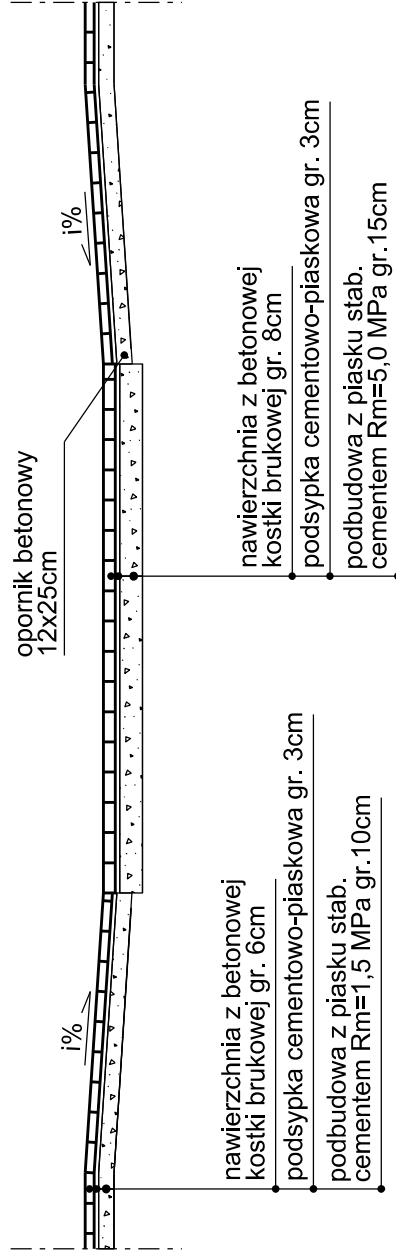 opornik betonowy
12x25cm
i%
i%
nawierzchnia z betonowej
kostki brukowej gr. 6cm
podsypka cementowo-piaskowa gr. 3cm
podbudowa z piasku stab.
cementem Rm=1,5 MPa gr.10cm
nawierzchnia z betonowej
kostki brukowej gr. 8cm
podsypka cementowo-piaskowa gr. 3cm
podbudowa z piasku stab.
cementem Rm=5,0 MPa gr.15cm